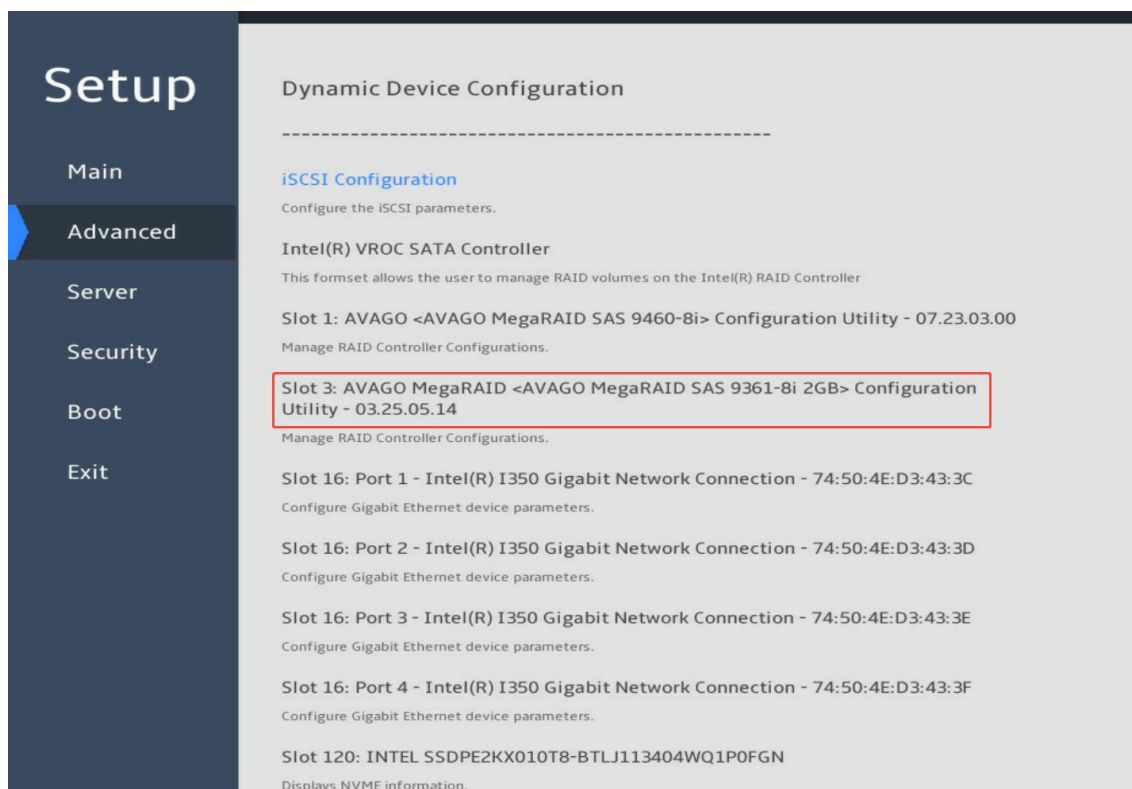 Setup
Main
Advanced
Server
Security
Boot
Exit
Dynamic Device Configuration
--------------------------------------------------
iSCSI Configuration
Configure the iSCSI parameters.
Intel(R) VROC SATA Controller
This formset allows the user to manage RAID volumes on the Intel(R) RAID Controller
Slot 1: AVAGO <AVAGO MegaRAID SAS 9460-8i> Configuration Utility - 07.23.03.00
Manage RAID Controller Configurations.
Slot 3: AVAGO MegaRAID <AVAGO MegaRAID SAS 9361-8i 2GB> Configuration
Utility - 03.25.05.14
Manage RAID Controller Configurations.
Slot 16: Port 1 - Intel(R) I350 Gigabit Network Connection - 74:50:4E:D3:43:3C
Configure Gigabit Ethernet device parameters.
Slot 16: Port 2 - Intel(R) I350 Gigabit Network Connection - 74:50:4E:D3:43:3D
Configure Gigabit Ethernet device parameters.
Slot 16: Port 3 - Intel(R) I350 Gigabit Network Connection - 74:50:4E:D3:43:3E
Configure Gigabit Ethernet device parameters.
Slot 16: Port 4 - Intel(R) I350 Gigabit Network Connection - 74:50:4E:D3:43:3F
Configure Gigabit Ethernet device parameters.
Slot 120: INTEL SSDPE2KX010T8-BTLJ113404WQ1P0FGN
Displays NVME information.